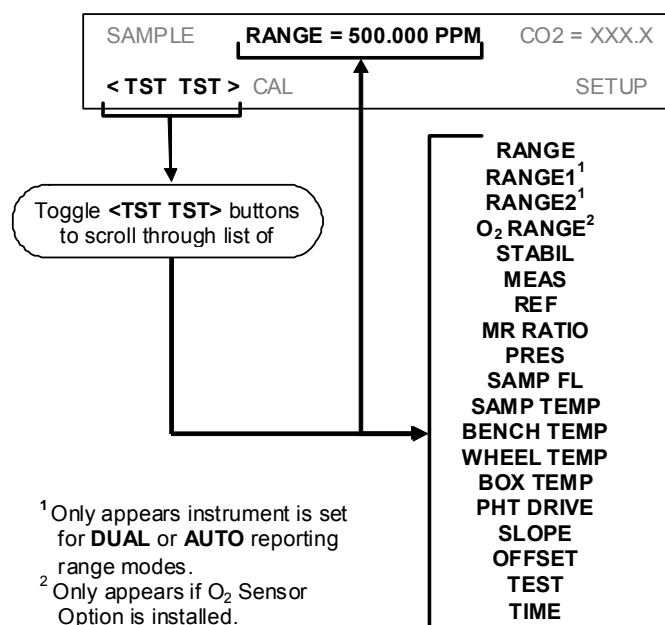 SAMPLE RANGE = 500.000 PPM CO2 = XXX.X
< TST TST > CAL SETUP
Toggle <TST TST> buttons
to scroll through list of
RANGE
RANGE1¹
RANGE2¹
O₂ RANGE²
STABIL
MEAS
REF
MR RATIO
PRES
SAMP FL
SAMP TEMP
BENCH TEMP
WHEEL TEMP
BOX TEMP
PHT DRIVE
SLOPE
OFFSET
TEST
TIME
¹ Only appears instrument is set
for DUAL or AUTO reporting
range modes.
² Only appears if O₂ Sensor
Option is installed.